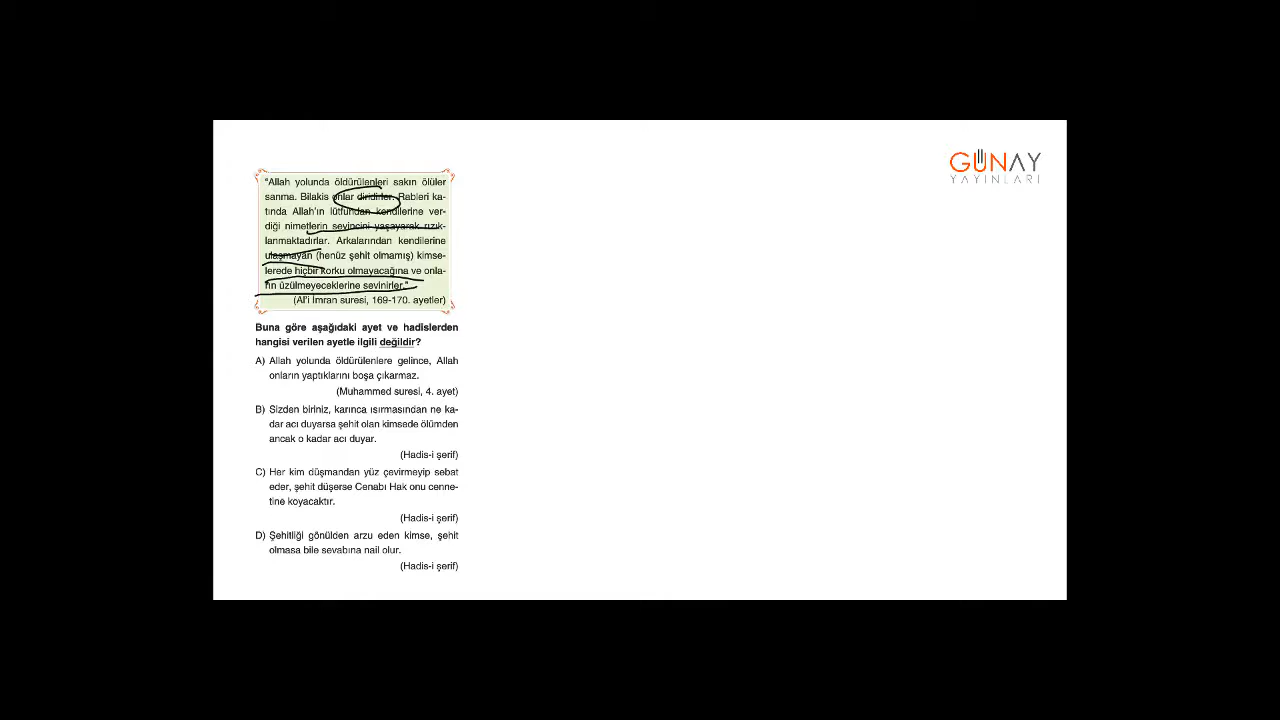 GÜNAY
YAYINLARI
"Allah yolunda öldürülenleri sakın ölüler
sanma. Bilakis onlar diridirler. Rableri ka-
tında Allah'ın lütfundan kendilerine ver-
diği nimetlerin sevincini yaşayarak rızık-
lanmaktadırlar. Arkalarından kendilerine
ulaşmayan (henüz şehit olmamış) kimse-
lerede hiçbir korku olmayacağına ve onla-
rın üzülmeyeceklerine sevinirler."
(Al'i İmran suresi, 169-170. ayetler)
Buna göre aşağıdaki ayet ve hadislerden
hangisi verilen ayetle ilgili değildir?
A) Allah yolunda öldürülenlere gelince, Allah
onların yaptıklarını boşa çıkarmaz.
(Muhammed suresi, 4. ayet)
B) Sizden biriniz, karınca ısırmasından ne ka-
dar acı duyarsa şehit olan kimsede ölümden
ancak o kadar acı duyar.
(Hadis-i şerif)
C) Her kim düşmandan yüz çevirmeyip sebat
eder, şehit düşerse Cenabı Hak onu cenne-
tine koyacaktır.
(Hadis-i şerif)
D) Şehitliği gönülden arzu eden kimse, şehit
olmasa bile sevabına nail olur.
(Hadis-i şerif)